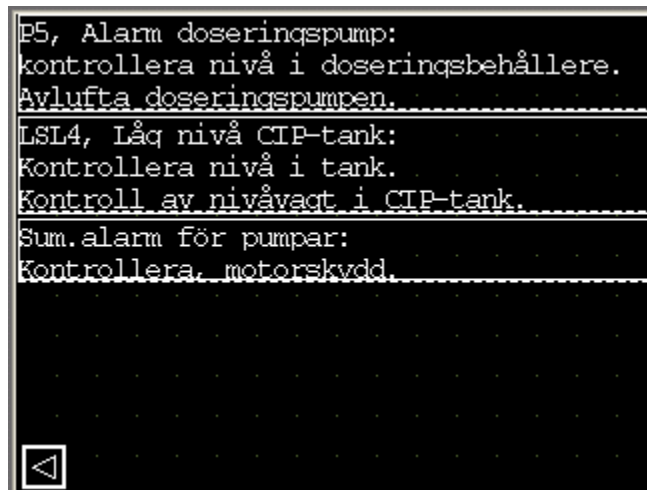 P5, Alarm doseringspump:
kontrollera nivå i doseringsbehållere.
Avlufta doseringspumpen.
LSL4, Låg nivå CIP-tank:
Kontrollera nivå i tank.
Kontroll av nivåvagt i CIP-tank.
Sum.alarm för pumpar:
Kontrollera, motorskydd.